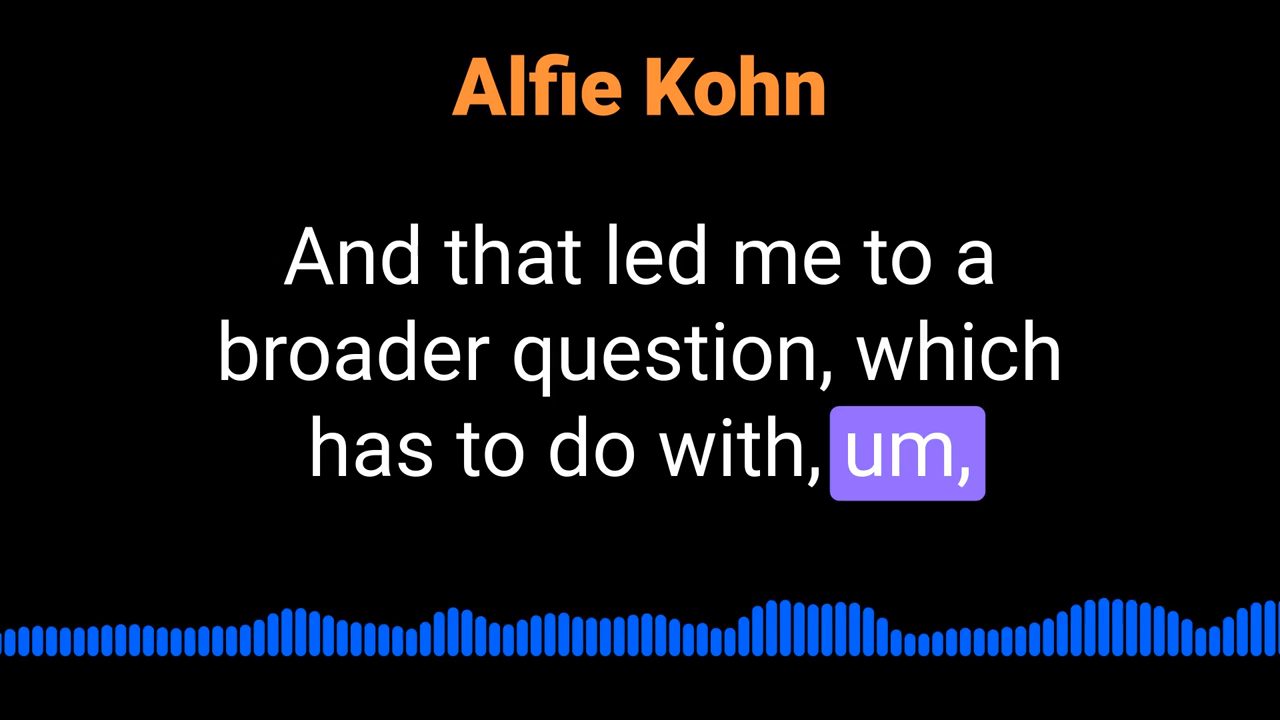 Alfie Kohn
And that led me to a
broader question, which
has to do with, um,